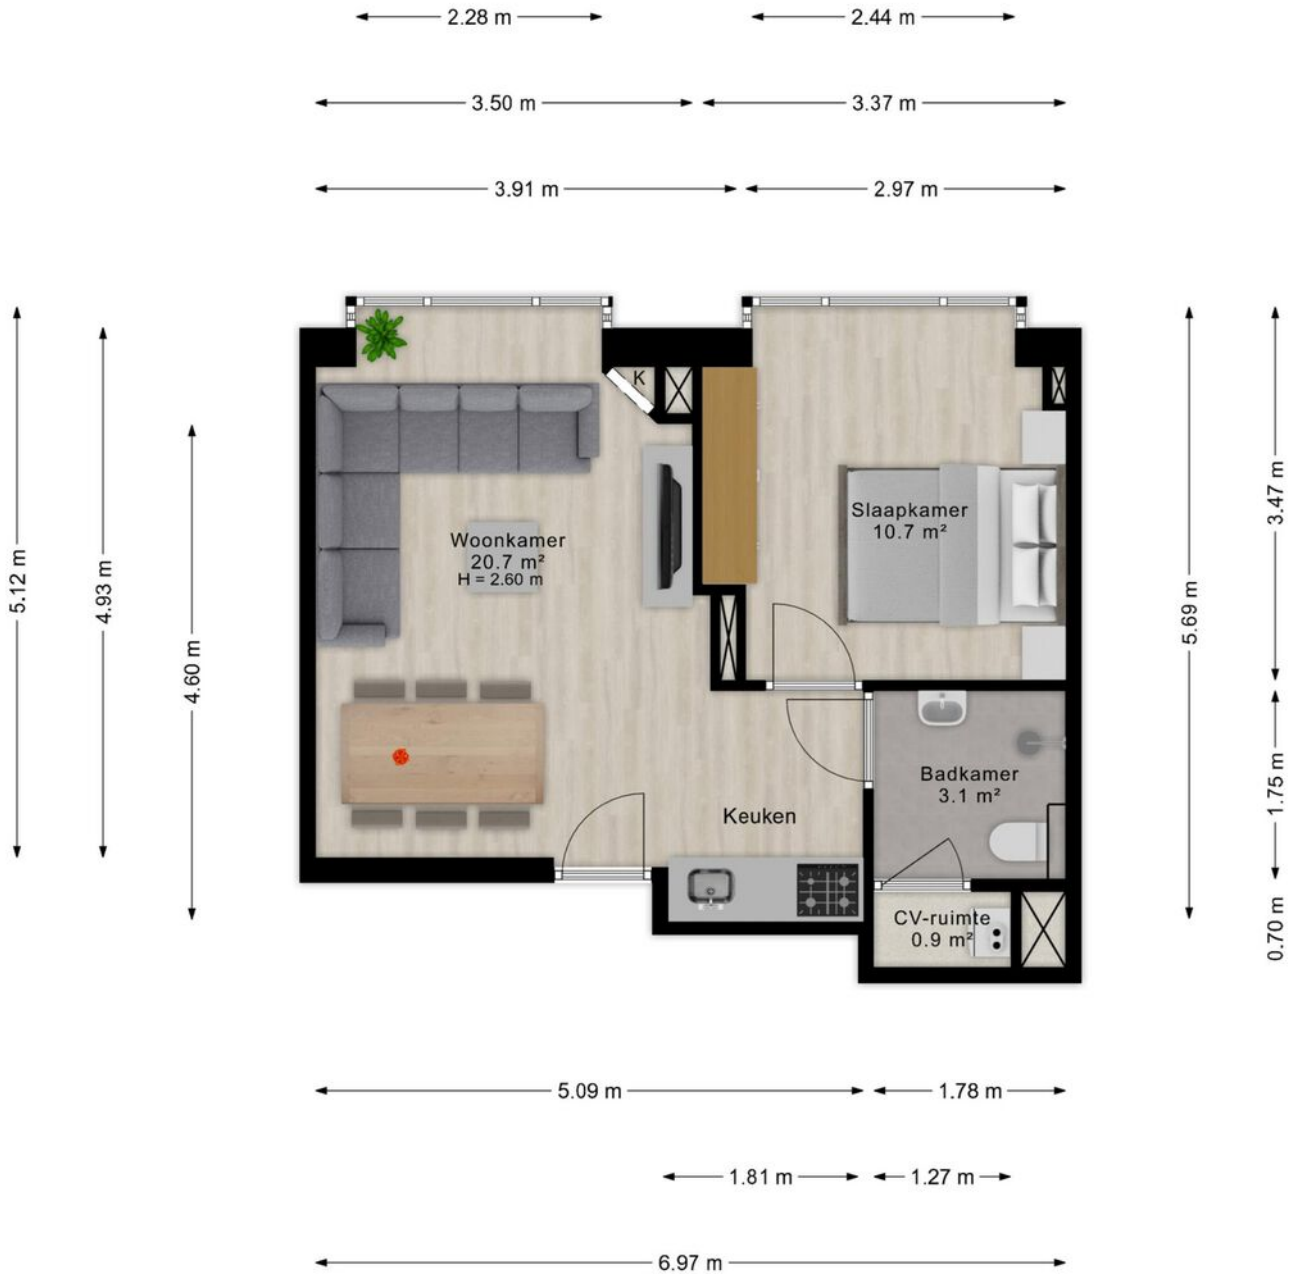 2.28 m
2.44 m
3.50 m
3.37 m
3.91 m
2.97 m
K
Woonkamer
20.7 m²
H = 2.60 m
Slaapkamer
10.7 m²
Badkamer
3.1 m²
Keuken
CV-ruimte
0.9 m²
5.12 m
4.93 m
4.60 m
5.69 m
3.47 m
1.75 m
0.70 m
5.09 m
1.78 m
1.81 m
1.27 m
6.97 m